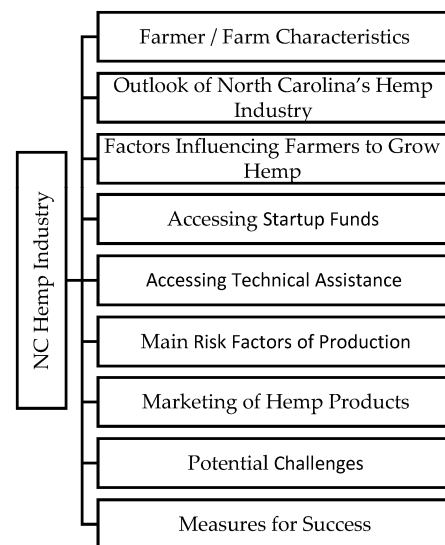 Farmer / Farm Characteristics
Outlook of North Carolina's Hemp
Industry
Factors Influencing Farmers to Grow
Hemp
NC Hemp Industry
Accessing Startup Funds
Accessing Technical Assistance
Main Risk Factors of Production
Marketing of Hemp Products
Potential Challenges
Measures for Success